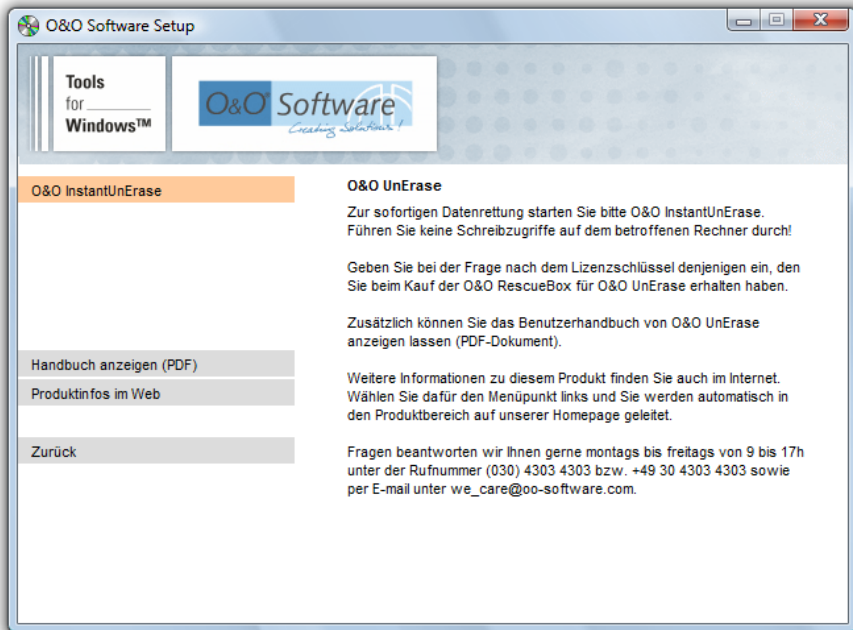 O&O Software Setup
Tools
for
Windows™
O&O® Software
Creating Solutions!
O&O InstantUnErase
Handbuch anzeigen (PDF)
Produktinfos im Web
Zurück
O&O UnErase
Zur sofortigen Datenrettung starten Sie bitte O&O InstantUnErase.
Führen Sie keine Schreibzugriffe auf dem betroffenen Rechner durch!
Geben Sie bei der Frage nach dem Lizenzschlüssel denjenigen ein, den
Sie beim Kauf der O&O RescueBox für O&O UnErase erhalten haben.
Zusätzlich können Sie das Benutzerhandbuch von O&O UnErase
anzeigen lassen (PDF-Dokument).
Weitere Informationen zu diesem Produkt finden Sie auch im Internet.
Wählen Sie dafür den Menüpunkt links und Sie werden automatisch in
den Produktbereich auf unserer Homepage geleitet.
Fragen beantworten wir Ihnen gerne montags bis freitags von 9 bis 17h
unter der Rufnummer (030) 4303 4303 bzw. +49 30 4303 4303 sowie
per E-mail unter we_care@oo-software.com.